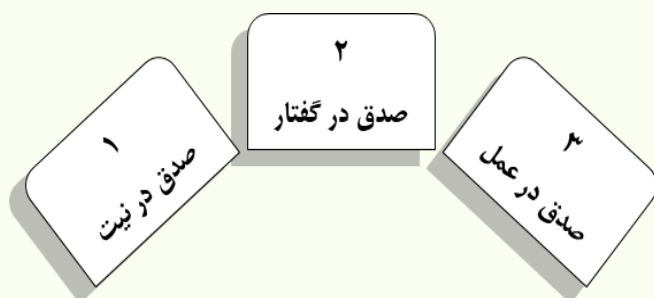 ۱
صدق در نیت
۲
صدق در گفتار
۳
صدق در عمل